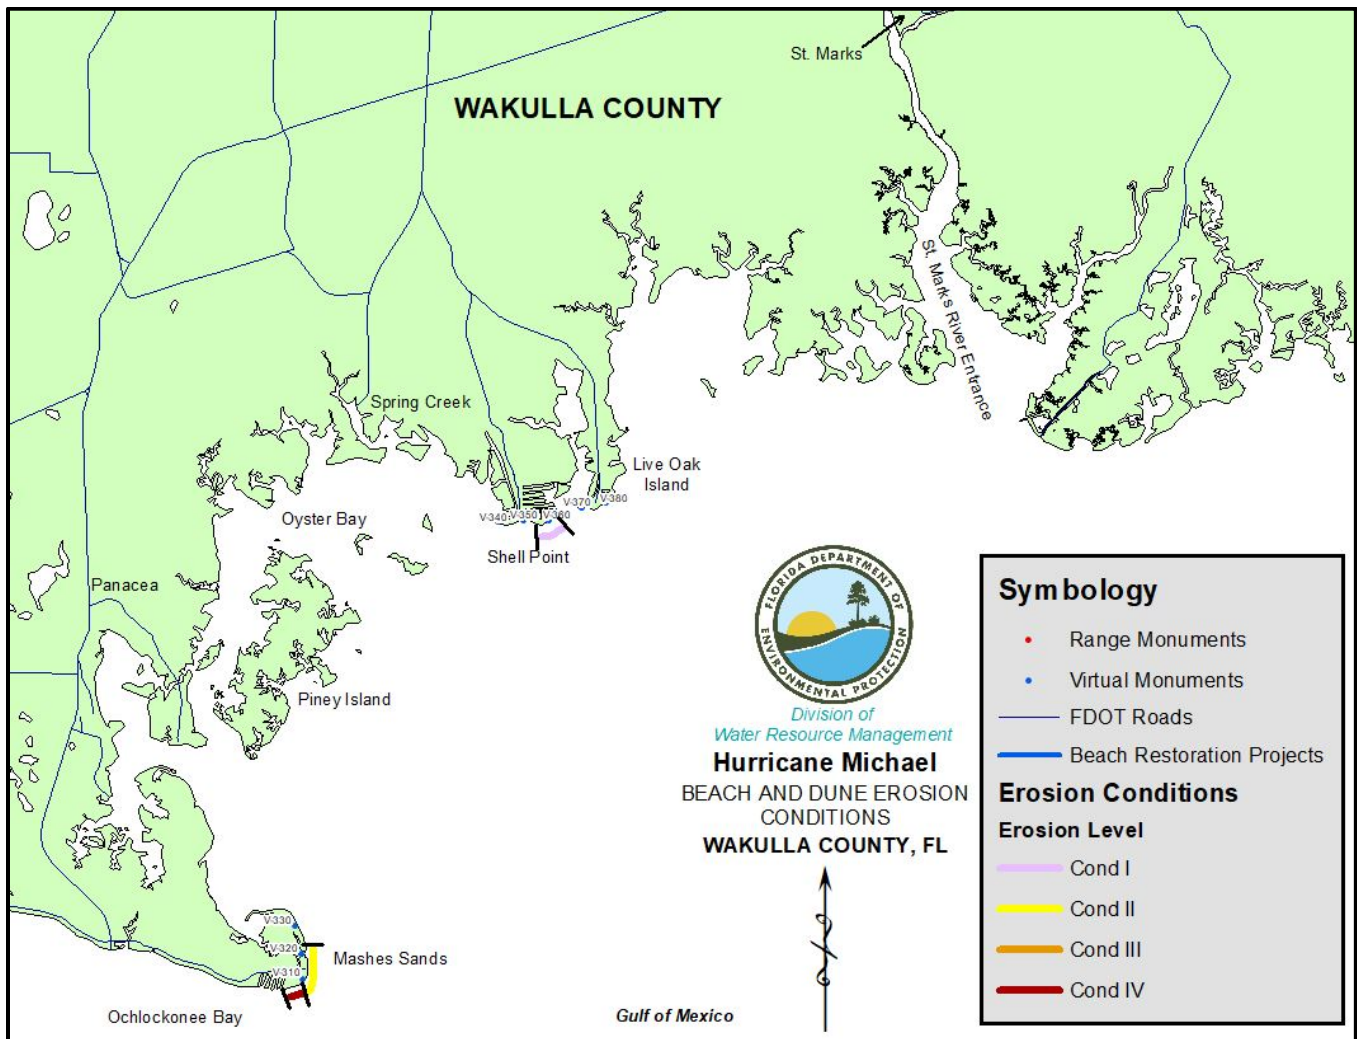 St. Marks
WAKULLA COUNTY
St. Marks River Entrance
Spring Creek
Live Oak
Island
V-370
V-380
V-340
V-350
V-360
Oyster Bay
Shell Point
Panacea
Piney Island
FLORIDA DEPARTMENT OF
ENVIRONMENTAL PROTECTION
Division of
Water Resource Management
Hurricane Michael
BEACH AND DUNE EROSION
CONDITIONS
WAKULLA COUNTY, FL
Symbology
Range Monuments
Virtual Monuments
FDOT Roads
Beach Restoration Projects
Erosion Conditions
Erosion Level
Cond I
Cond II
Cond III
Cond IV
V-330
V-320
Mashes Sands
V-310
Ochlockonee Bay
Gulf of Mexico